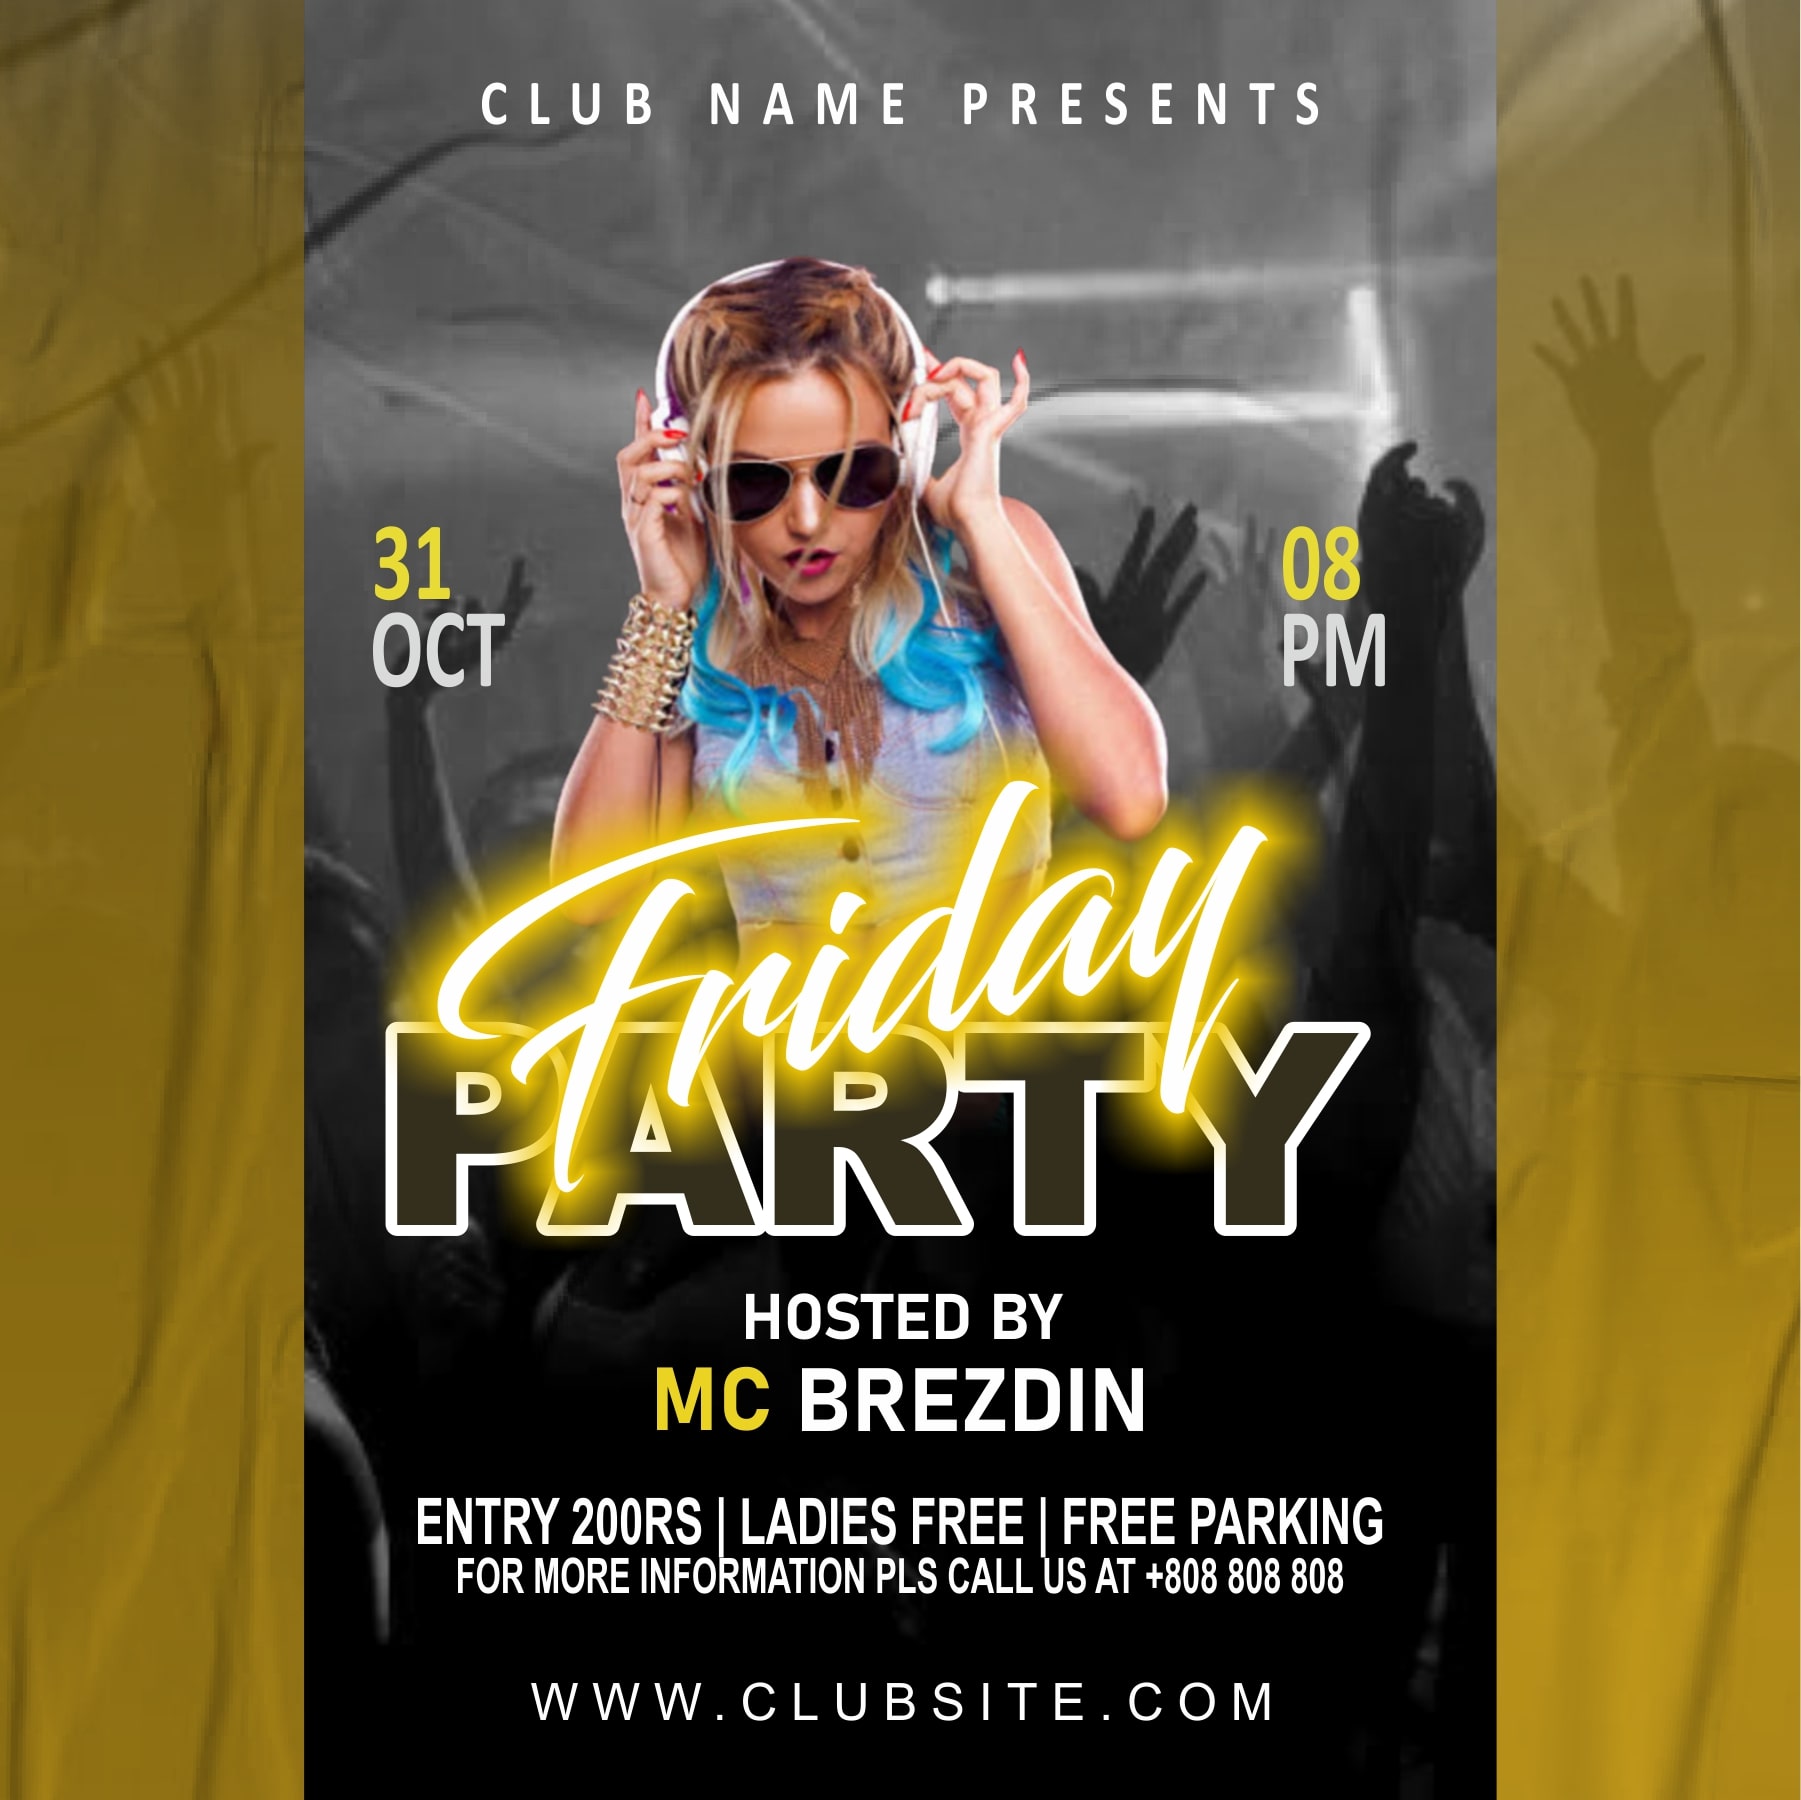 CLUB NAME PRESENTS
31
OCT
08
PM
Friday
PARTY
HOSTED BY
MC BREZDIN
ENTRY 200RS | LADIES FREE | FREE PARKING
FOR MORE INFORMATION PLS CALL US AT +808 808 808
WWW.CLUBSITE.COM